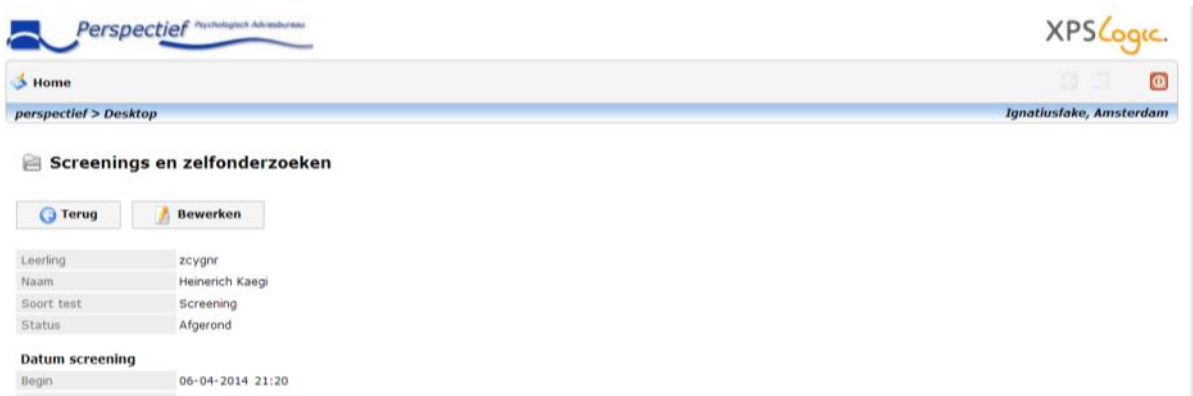 Perspectief Psychologisch Adviesbureau
XPSLogic.
Home
perspectief > Desktop
Ignatiusfake, Amsterdam
Screenings en zelfonderzoeken
Terug Bewerken
Leerling zcygnr
Naam Heinerich Kaegi
Soort test Screening
Status Afgerond
Datum screening
Begin 06-04-2014 21:20